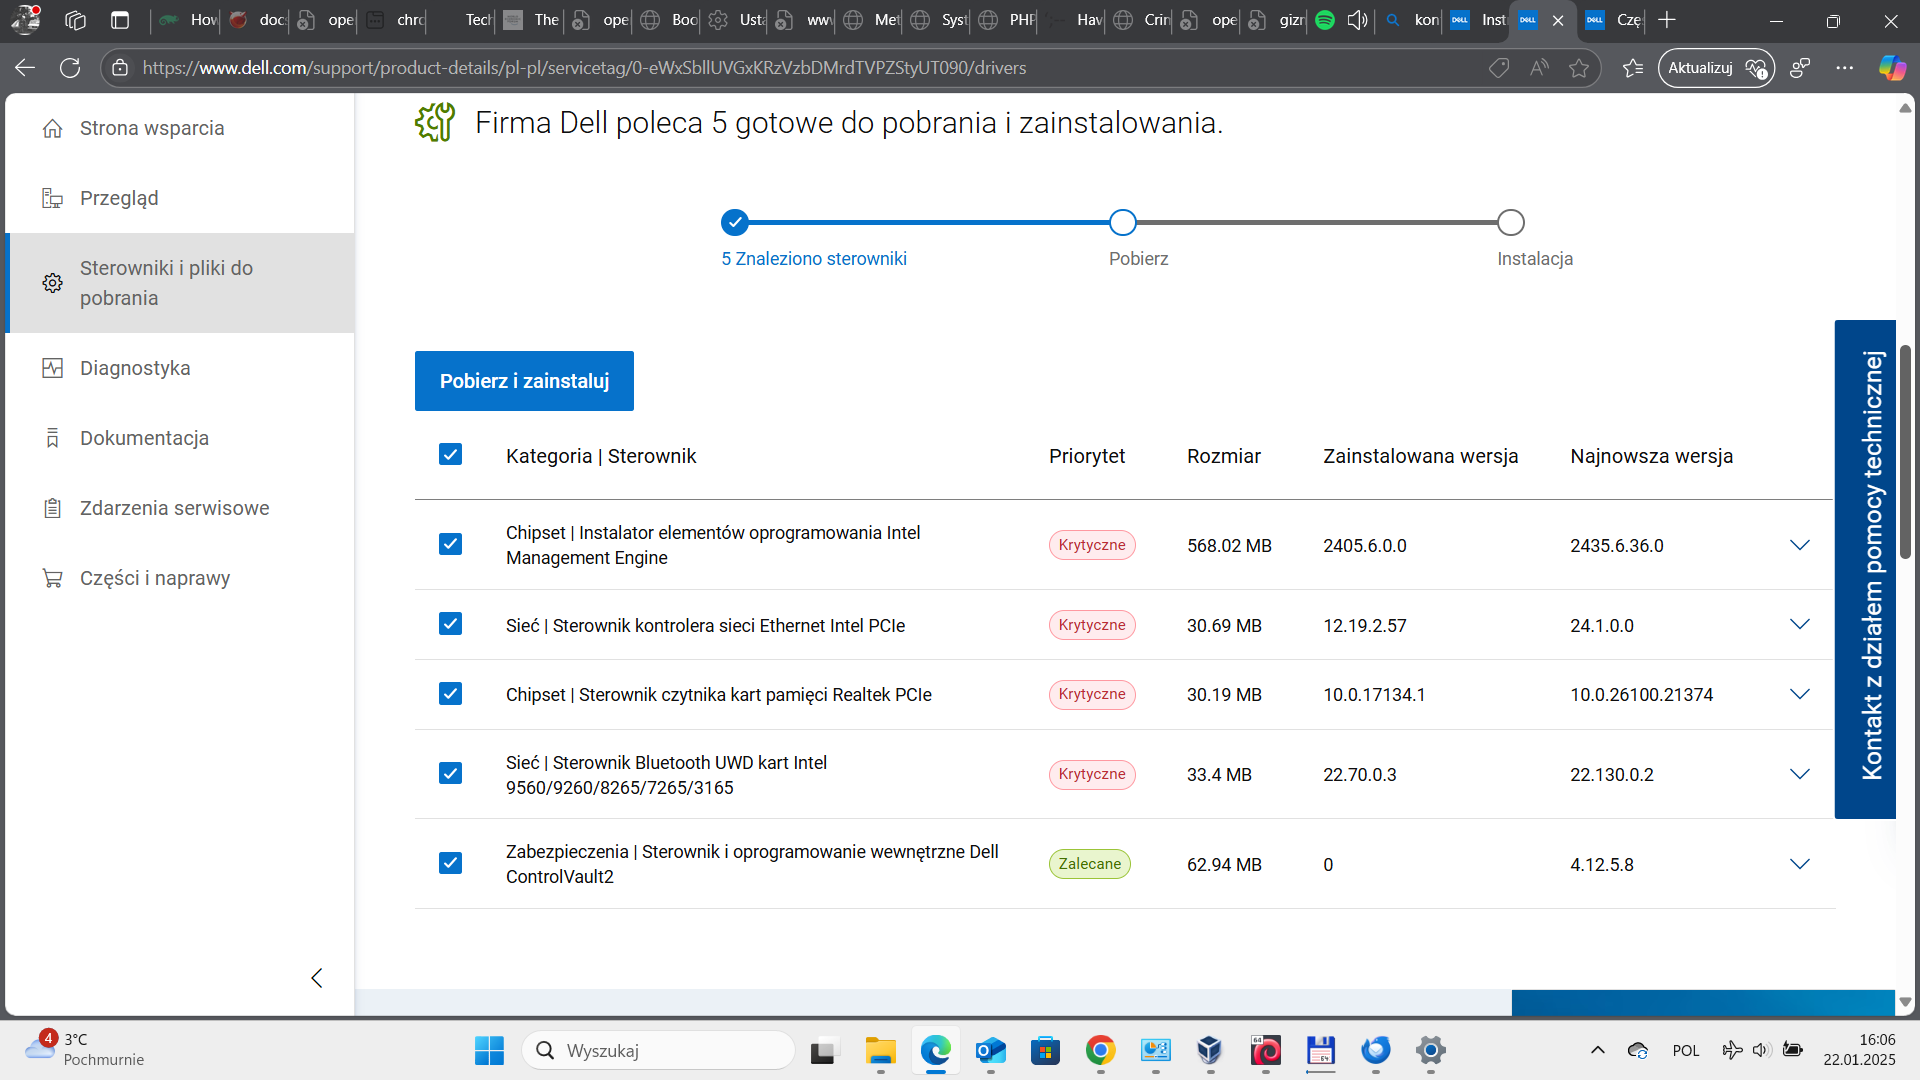 How
doc
ope
chro
Tech
The
ope
Boo
Usta
ww
Met
Syst
PHP
Hav
Crin
ope
gizm
kon
DELL
Inst
DELL
DELL
Czę
https://www.dell.com/support/product-details/pl-pl/servicetag/0-eWxSbllUVGxKRzVzbDMrdTVPZStyUT090/drivers
Aktualizuj
Strona wsparcia
Przegląd
Sterowniki i pliki do
pobrania
Diagnostyka
Dokumentacja
Zdarzenia serwisowe
Części i naprawy
Firma Dell poleca 5 gotowe do pobrania i zainstalowania.
5 Znaleziono sterowniki
Pobierz
Instalacja
Pobierz i zainstaluj
Kategoria | Sterownik
Priorytet
Rozmiar
Zainstalowana wersja
Najnowsza wersja
Chipset | Instalator elementów oprogramowania Intel
Management Engine
Krytyczne
568.02 MB
2405.6.0.0
2435.6.36.0
Sieć | Sterownik kontrolera sieci Ethernet Intel PCIe
Krytyczne
30.69 MB
12.19.2.57
24.1.0.0
Chipset | Sterownik czytnika kart pamięci Realtek PCIe
Krytyczne
30.19 MB
10.0.17134.1
10.0.26100.21374
Sieć | Sterownik Bluetooth UWD kart Intel
9560/9260/8265/7265/3165
Krytyczne
33.4 MB
22.70.0.3
22.130.0.2
Zabezpieczenia | Sterownik i oprogramowanie wewnętrzne Dell
ControlVault2
Zalecane
62.94 MB
0
4.12.5.8
Kontakt z działem pomocy technicznej
4
3°C
Pochmurnie
Wyszukaj
64
64
POL
16:06
22.01.2025